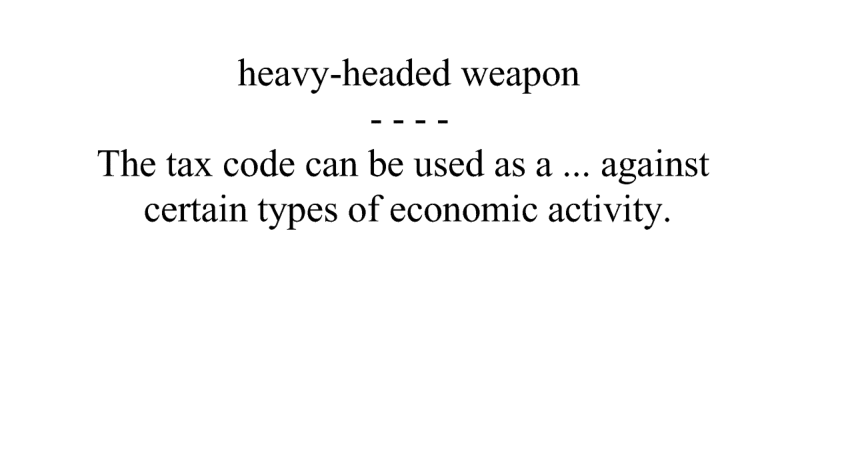 heavy-headed weapon
- - - -
The tax code can be used as a ... against
certain types of economic activity.